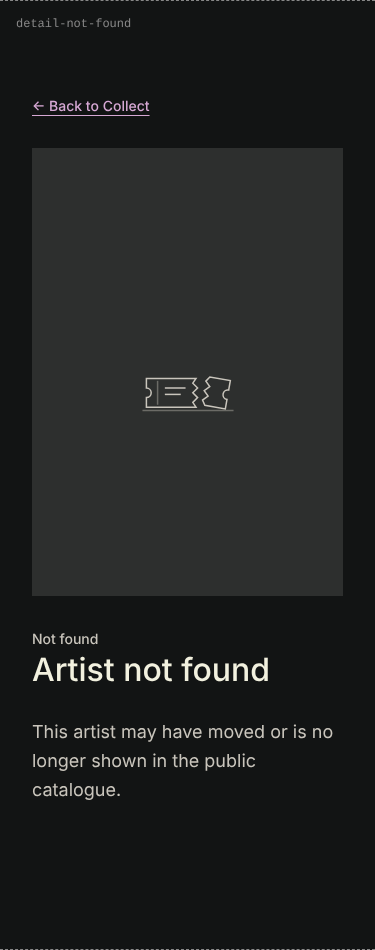 detail-not-found
← Back to Collect
Not found
Artist not found
This artist may have moved or is no
longer shown in the public
catalogue.